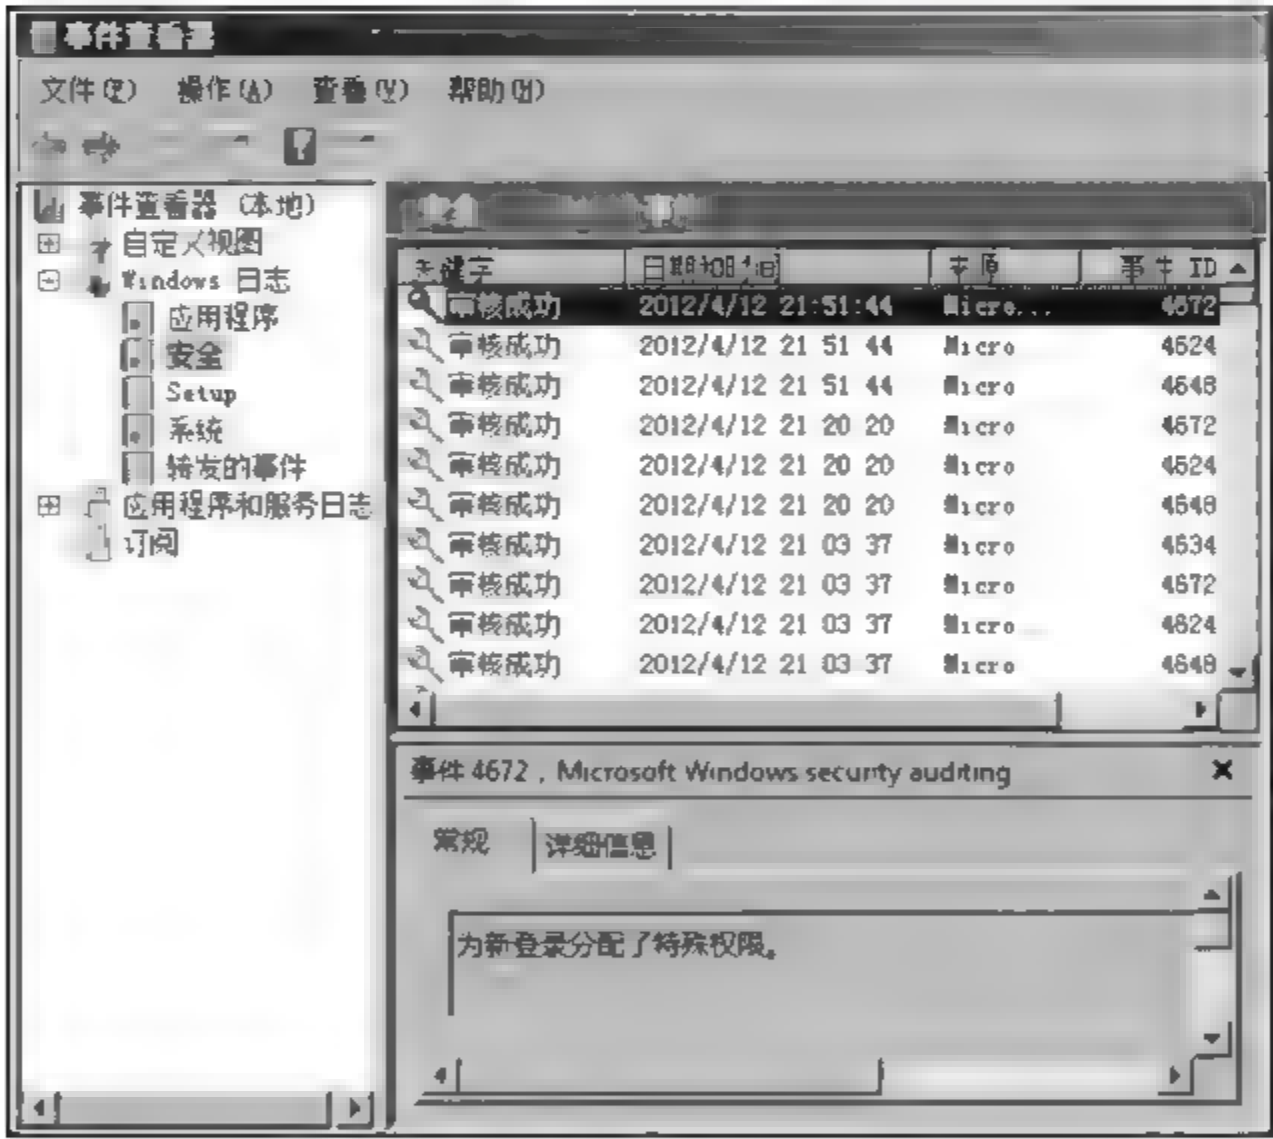 事件查看器
文件(F) 操作(A) 查看(V) 帮助(H)
事件查看器 (本地)
自定义视图
Windows 日志
应用程序
安全
Setup
系统
转发的事件
应用程序和服务日志
订阅
关键字 日期和时间 来源 事件 ID
审核成功 2012/4/12 21:51:44 Micro... 4672
审核成功 2012/4/12 21 51 44 Micro 4624
审核成功 2012/4/12 21 51 44 Micro 4648
审核成功 2012/4/12 21 20 20 Micro 4672
审核成功 2012/4/12 21 20 20 Micro 4624
审核成功 2012/4/12 21 20 20 Micro 4648
审核成功 2012/4/12 21 03 37 Micro 4634
审核成功 2012/4/12 21 03 37 Micro 4672
审核成功 2012/4/12 21 03 37 Micro 4624
审核成功 2012/4/12 21 03 37 Micro 4648
事件 4672，Microsoft Windows security auditing
常规 详细信息
为新登录分配了特殊权限。